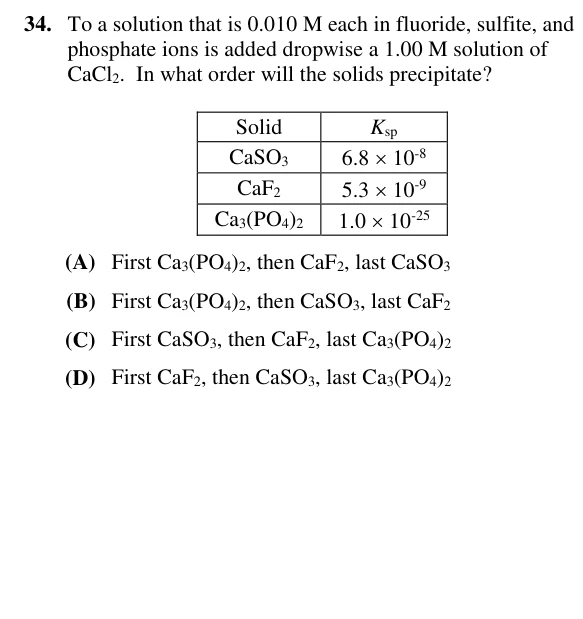 34. To a solution that is 0.010 M each in fluoride, sulfite, and
phosphate ions is added dropwise a 1.00 M solution of
CaCl₂. In what order will the solids precipitate?
Solid Kₛₚ
CaSO₃ 6.8 × 10⁻⁸
CaF₂ 5.3 × 10⁻⁹
Ca₃(PO₄)₂ 1.0 × 10⁻²⁵
(A) First Ca₃(PO₄)₂, then CaF₂, last CaSO₃
(B) First Ca₃(PO₄)₂, then CaSO₃, last CaF₂
(C) First CaSO₃, then CaF₂, last Ca₃(PO₄)₂
(D) First CaF₂, then CaSO₃, last Ca₃(PO₄)₂